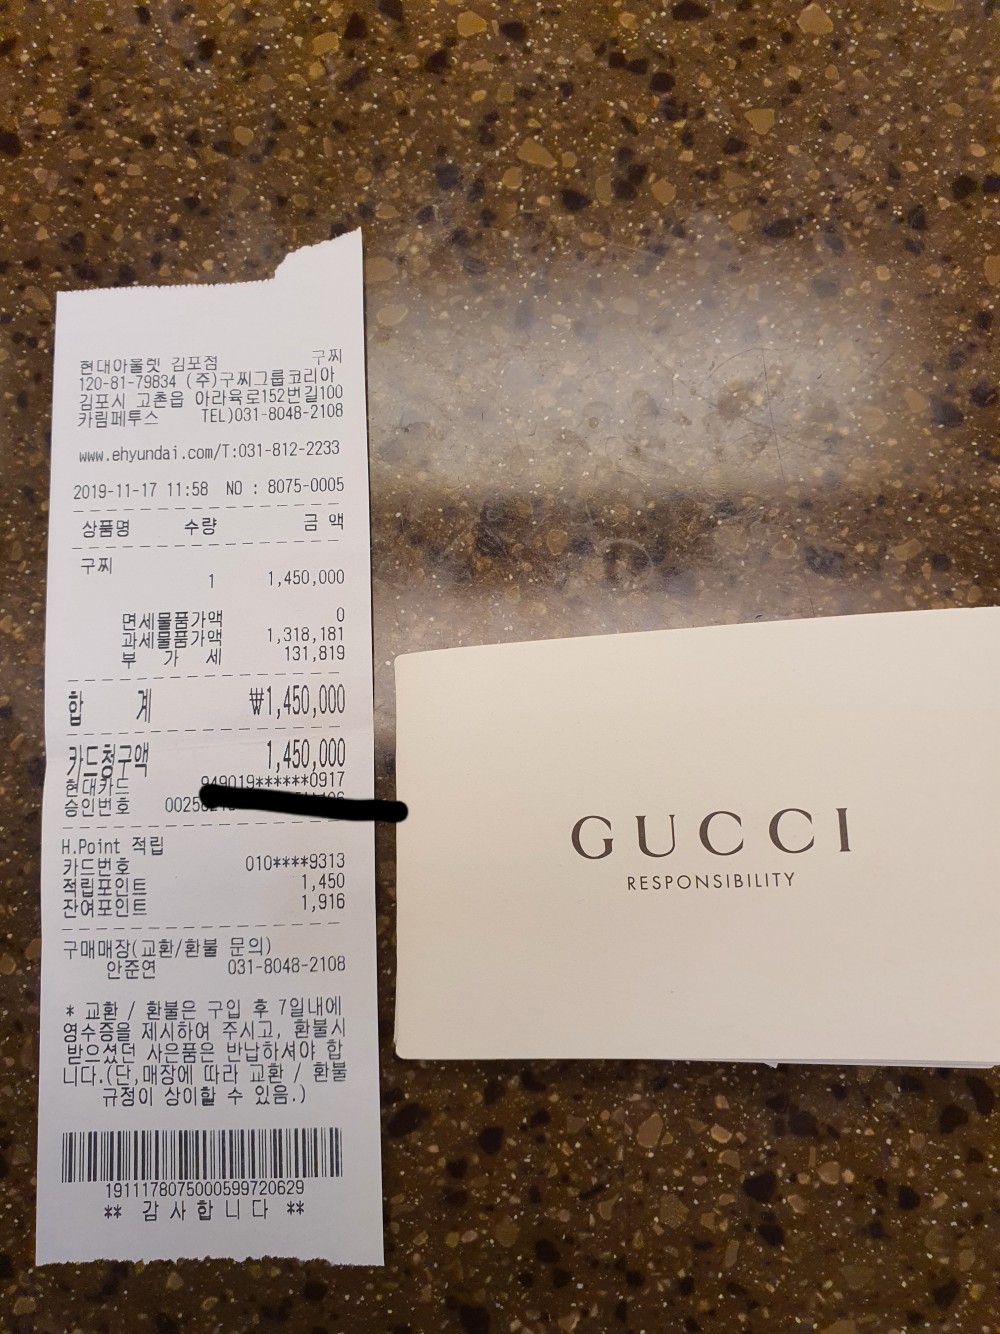 현대아울렛 김포점 구찌
120-81-79834 (주)구찌그룹코리아
김포시 고촌읍 아라육로152번길100
카림페투스 TEL)031-8048-2108
www.ehyundai.com/T:031-812-2233
2019-11-17 11:58 NO : 8075-0005
상품명 수량 금 액
구찌
1 1,450,000
면세물품가액 0
과세물품가액 1,318,181
부 가 세 131,819
합 계 ₩1,450,000
카드청구액 1,450,000
현대카드 949019******0917
승인번호
H.Point 적립
카드번호 010****9313
적립포인트 1,450
잔여포인트 1,916
구매매장(교환/환불 문의)
안준연 031-8048-2108
* 교환 / 환불은 구입 후 7일내에
영수증을 제시하여 주시고, 환불시
받으셨던 사은품은 반납하셔야 합
니다.(단,매장에 따라 교환 / 환불
규정이 상이할 수 있음.)
1911178075000599720629
** 감 사 합 니 다 **
GUCCI
RESPONSIBILITY